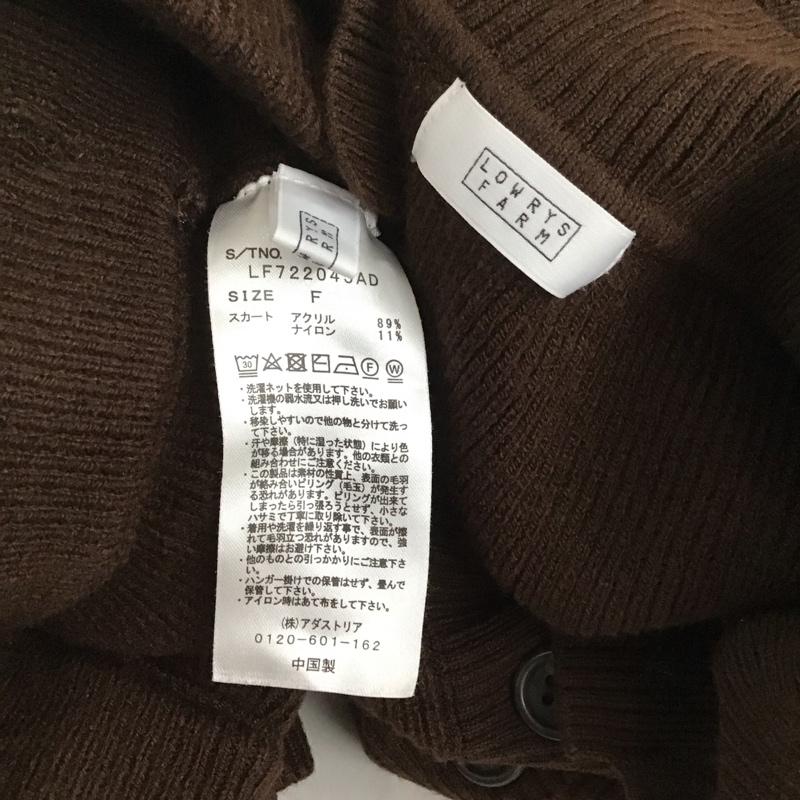 LOWRYS
FARM
S/TNO.
SIZE F
スカート アクリル 89%
ナイロン 11%
30
F
W
・洗濯ネットを使用して下さい。
・洗濯機の弱水流又は押し洗いでお願い
します。
・移染しやすいので他の物と分けて洗っ
て下さい。
・汗や摩擦（特に湿った状態）により色
が移る場合があります。他の衣類との
組み合わせにご注意ください。
・この製品は素材の性質上、表面の毛羽
が絡み合いピリング（毛玉）が発生す
る恐れがあります。ピリングが出来て
しまったら引っ張ろうとせず、小さな
ハサミで丁寧に取り除いて下さい。
・着用や洗濯を繰り返す事で、表面が擦
れて毛羽立つ恐れがありますので、強
い摩擦はお避け下さい。
・他のものとの引っかかりにご注意下さ
い。
・ハンガー掛けでの保管はせず、畳んで
保管して下さい。
・アイロン時はあて布をして下さい。
（株）アダストリア
0120-601-162
中国製